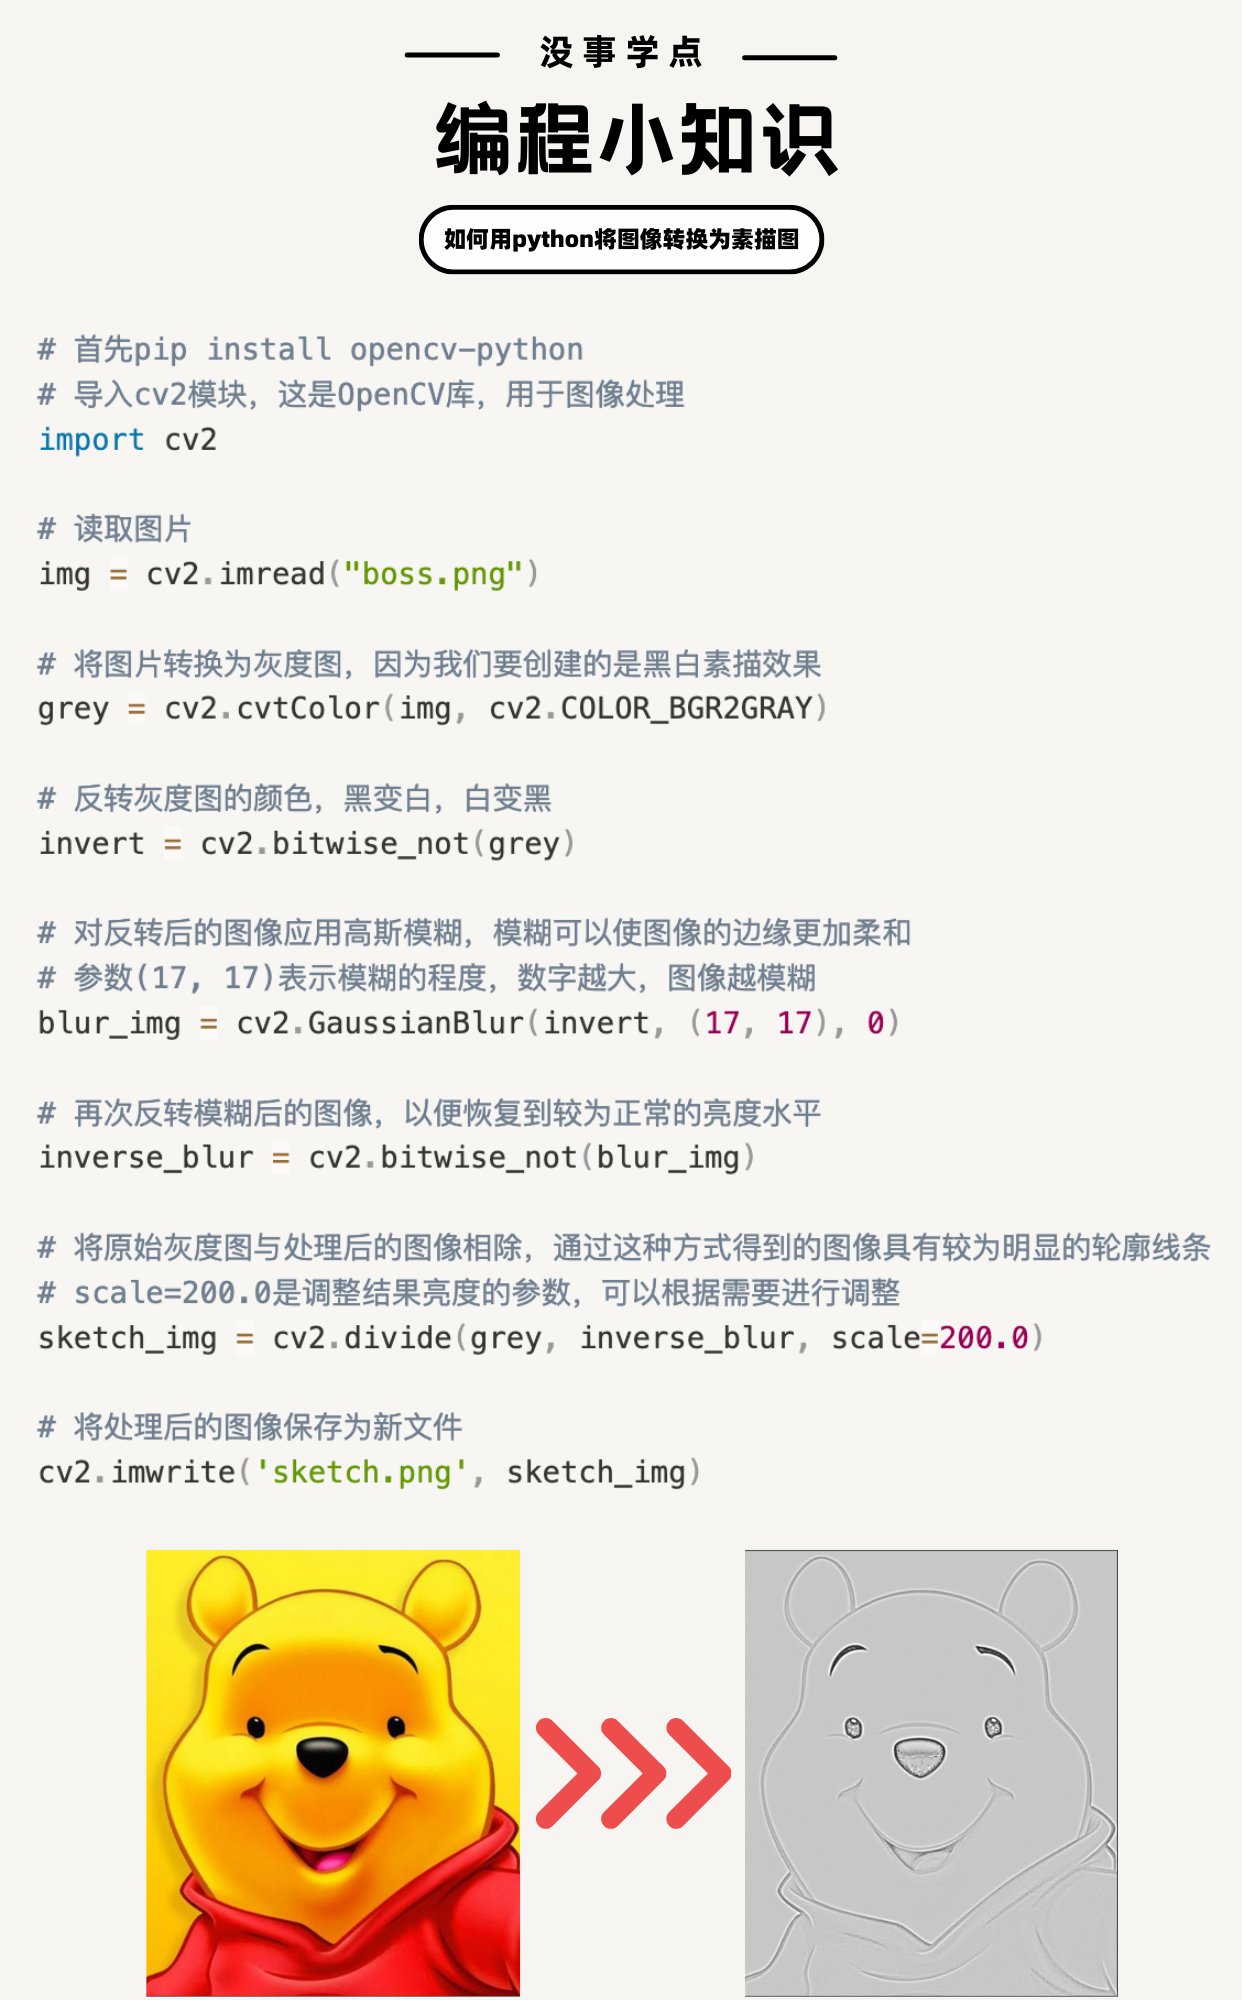 没事学点
编程小知识
如何用python将图像转换为素描图
# 首先pip install opencv-python
# 导入cv2模块，这是OpenCV库，用于图像处理
import cv2
# 读取图片
img = cv2.imread("boss.png")
# 将图片转换为灰度图，因为我们要创建的是黑白素描效果
grey = cv2.cvtColor(img, cv2.COLOR_BGR2GRAY)
# 反转灰度图的颜色，黑变白，白变黑
invert = cv2.bitwise_not(grey)
# 对反转后的图像应用高斯模糊，模糊可以使图像的边缘更加柔和
# 参数(17, 17)表示模糊的程度，数字越大，图像越模糊
blur_img = cv2.GaussianBlur(invert, (17, 17), 0)
# 再次反转模糊后的图像，以便恢复到较为正常的亮度水平
inverse_blur = cv2.bitwise_not(blur_img)
# 将原始灰度图与处理后的图像相除，通过这种方式得到的图像具有较为明显的轮廓线条
# scale=200.0是调整结果亮度的参数，可以根据需要进行调整
sketch_img = cv2.divide(grey, inverse_blur, scale=200.0)
# 将处理后的图像保存为新文件
cv2.imwrite('sketch.png', sketch_img)